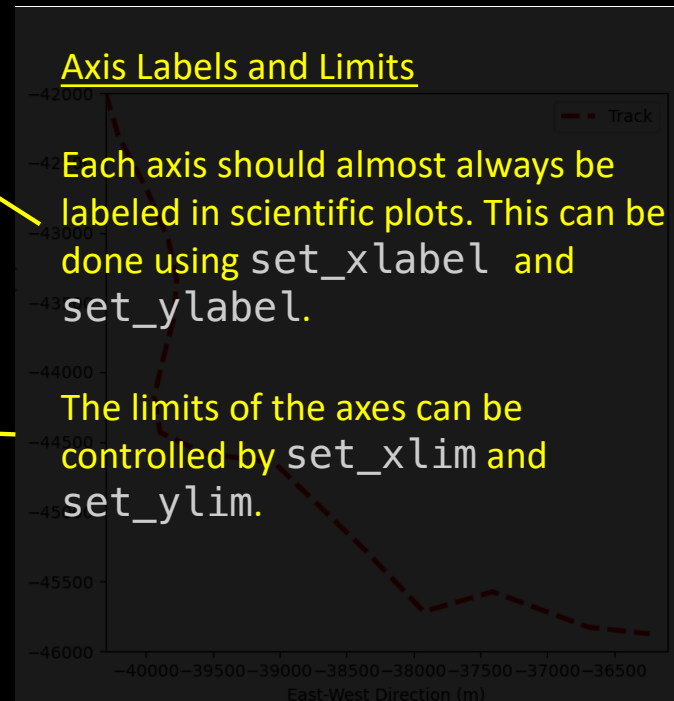 Axis Labels and Limits
−42000
Track
Each axis should almost always be
labeled in scientific plots. This can be
−43000
done using set_xlabel and
set_ylabel.
−44000
The limits of the axes can be
−44500
controlled by set_xlim and
set_ylim.
−45500
−46000
−40000 −39500 −39000 −38500 −38000 −37500 −37000 −36500
East-West Direction (m)